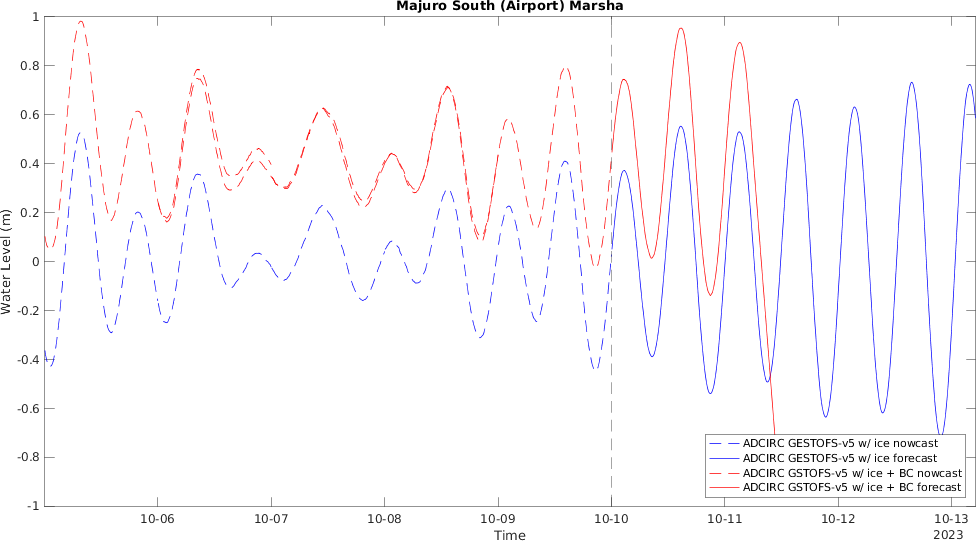 Majuro South (Airport) Marsha
1
0.8
0.6
0.4
0.2
0
-0.2
-0.4
-0.6
-0.8
-1
Water Level (m)
10-06 10-07 10-08 10-09 10-10 10-11 10-12 10-13
2023
Time
ADCIRC GESTOFS-v5 w/ ice nowcast
ADCIRC GESTOFS-v5 w/ ice forecast
ADCIRC GSTOFS-v5 w/ ice + BC nowcast
ADCIRC GSTOFS-v5 w/ ice + BC forecast